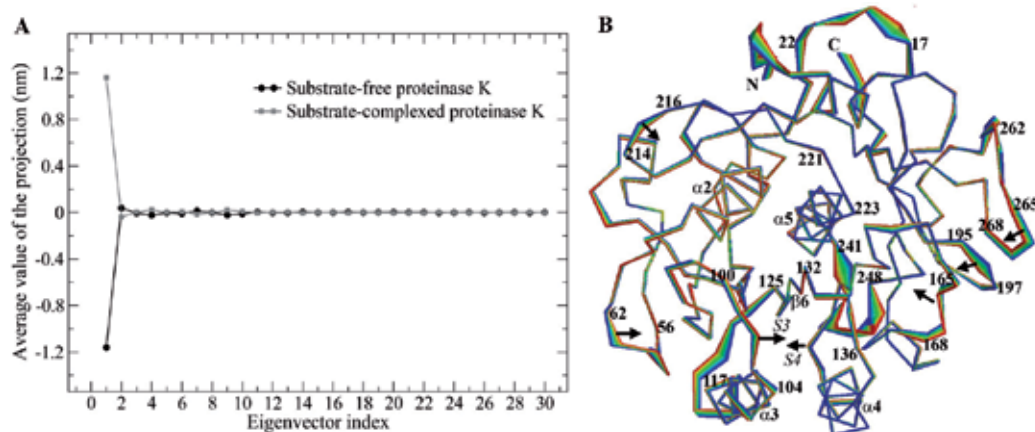 A
Average value of the projection (nm)
1.2
0.8
0.4
0
-0.4
-0.8
-1.2
Substrate-free proteinase K
Substrate-complexed proteinase K
0 2 4 6 8 10 12 14 16 18 20 22 24 26 28 30
Eigenvector index
B
22
C
17
N
216
214
262
221
α2
α5
223
265
268
195
241
100
125
132
248
165
197
62
56
β6
S3
S4
136
168
117
104
α3
α4